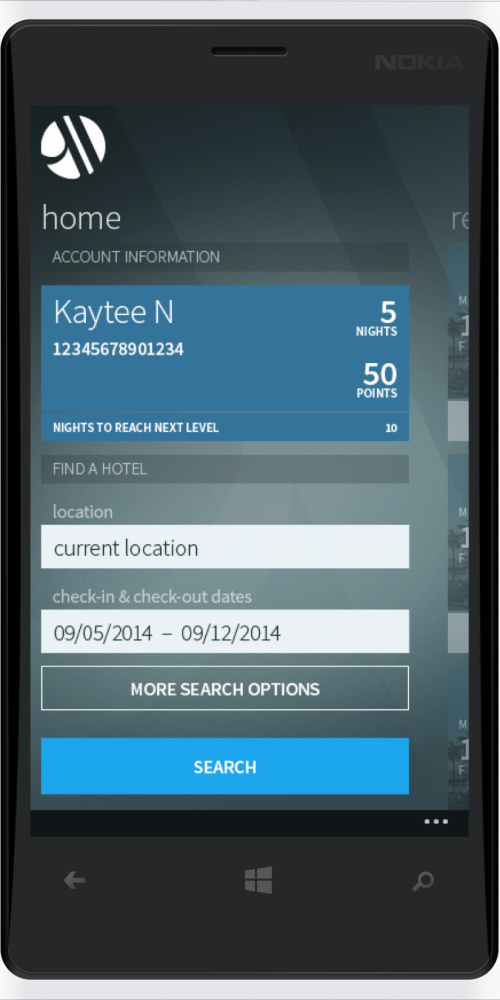 NOKIA
home
re
ACCOUNT INFORMATION
Kaytee N
12345678901234
5
NIGHTS
50
POINTS
NIGHTS TO REACH NEXT LEVEL 10
FIND A HOTEL
location
current location
check-in & check-out dates
09/05/2014 – 09/12/2014
MORE SEARCH OPTIONS
SEARCH